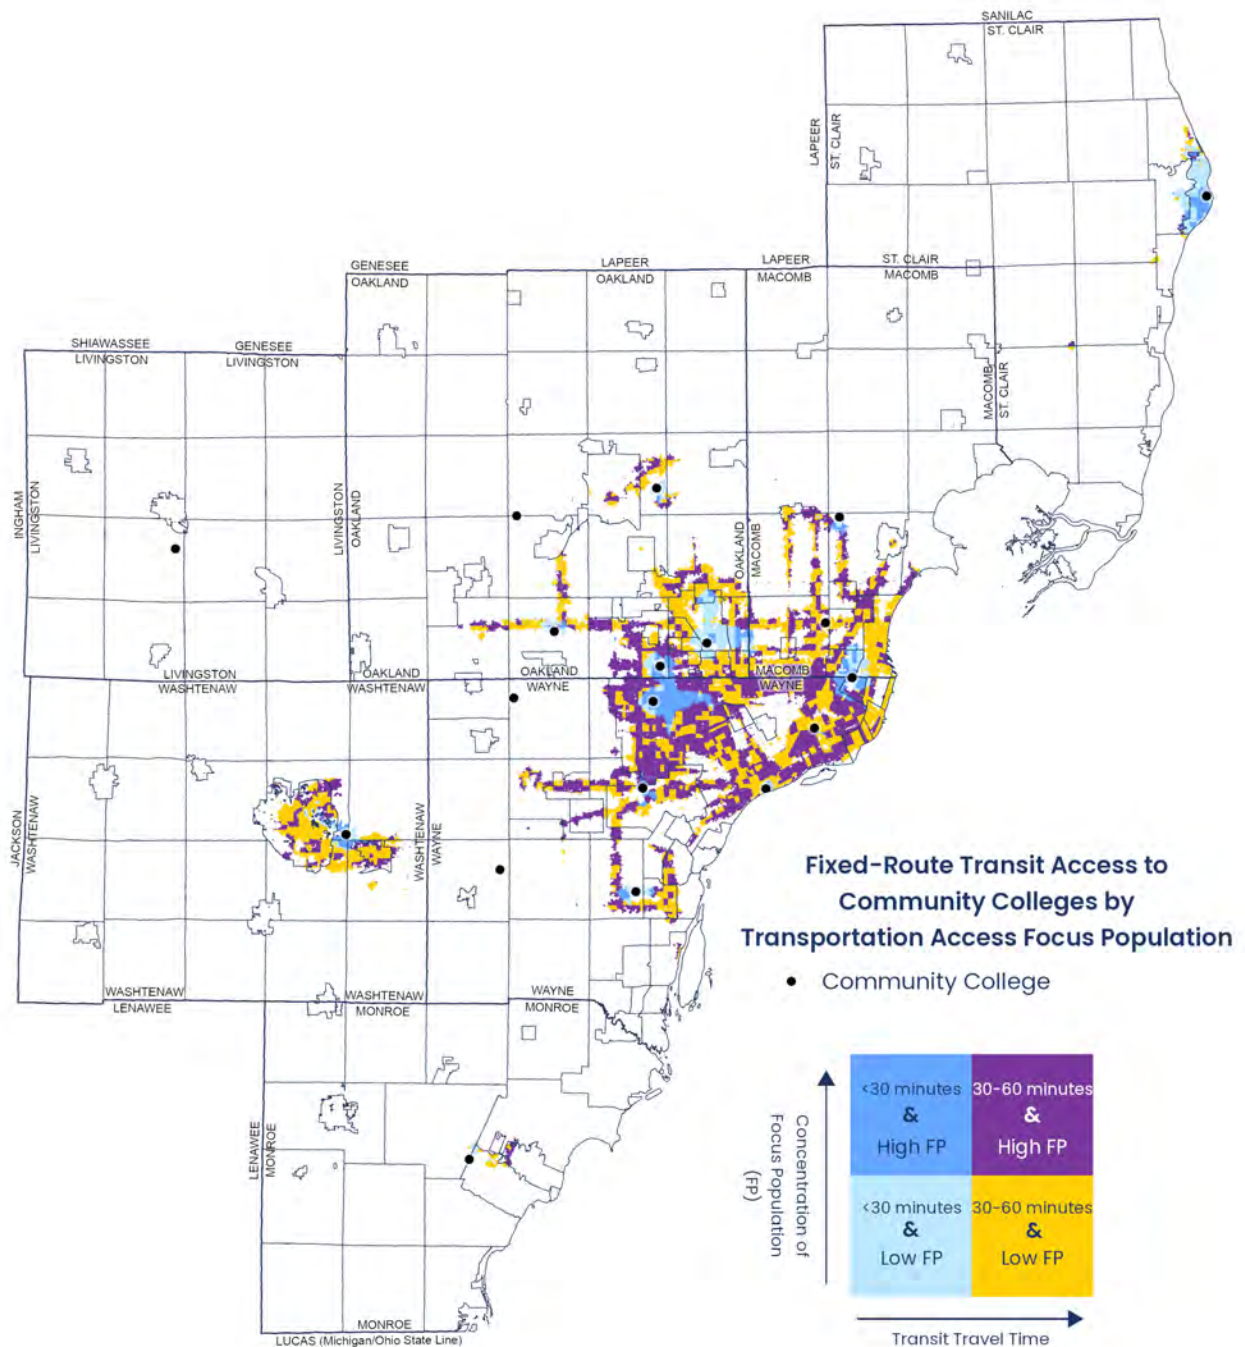 SANILAC
ST. CLAIR
LAPEER
ST. CLAIR
GENESEE
OAKLAND
LAPEER
OAKLAND
LAPEER
MACOMB
ST. CLAIR
MACOMB
SHIAWASSEE
LIVINGSTON
GENESEE
LIVINGSTON
MACOMB
ST. CLAIR
INGHAM
LIVINGSTON
LIVINGSTON
OAKLAND
OAKLAND
MACOMB
LIVINGSTON
WASHTENAW
OAKLAND
WASHTENAW
OAKLAND
WAYNE
MACOMB
WAYNE
JACKSON
WASHTENAW
WASHTENAW
WAYNE
Fixed-Route Transit Access to
Community Colleges by
Transportation Access Focus Population
Community College
WASHTENAW
LENAWEE
WASHTENAW
MONROE
WAYNE
MONROE
LENAWEE
MONROE
Concentration of
Focus Population
(FP)
<30 minutes
&
High FP
30-60 minutes
&
High FP
<30 minutes
&
Low FP
30-60 minutes
&
Low FP
Transit Travel Time
MONROE
LUCAS (Michigan/Ohio State Line)